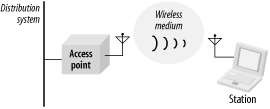 Distribution
system
Wireless
medium
Access
point
Station